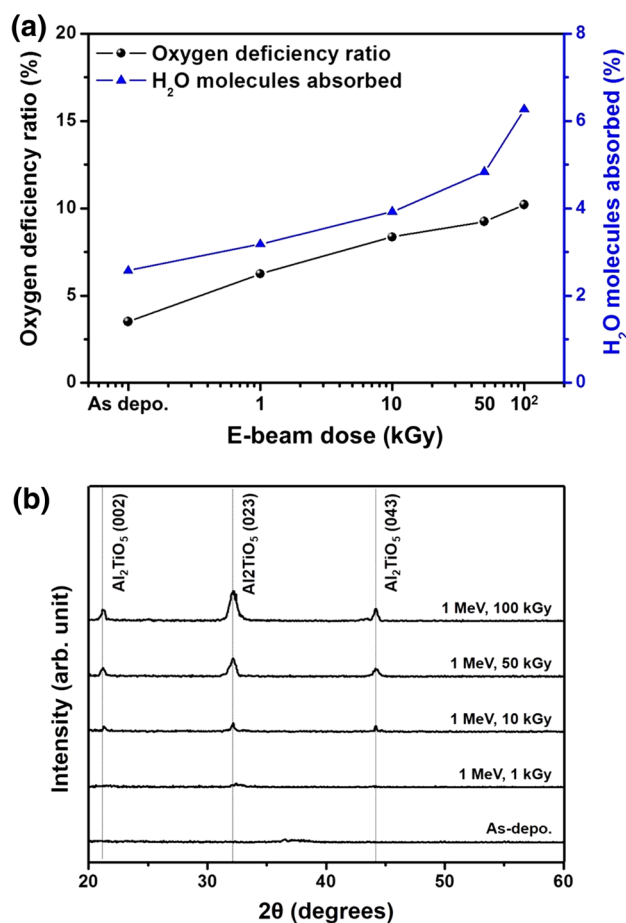 (a)
Oxygen deficiency ratio
H₂O molecules absorbed
Oxygen deficiency ratio (%)
20
15
10
5
0
H₂O molecules absorbed (%)
8
6
4
2
0
As depo. 1 10 50 10²
E-beam dose (kGy)
(b)
Al₂TiO₅ (002)
Al2TiO₅ (023)
Al₂TiO₅ (043)
Intensity (arb. unit)
1 MeV, 100 kGy
1 MeV, 50 kGy
1 MeV, 10 kGy
1 MeV, 1 kGy
As-depo.
20 30 40 50 60
2θ (degrees)